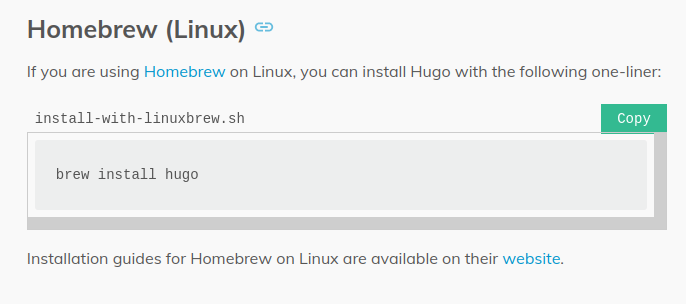 Homebrew (Linux)
If you are using Homebrew on Linux, you can install Hugo with the following one-liner:
install-with-linuxbrew.sh
Copy
brew install hugo
Installation guides for Homebrew on Linux are available on their website.